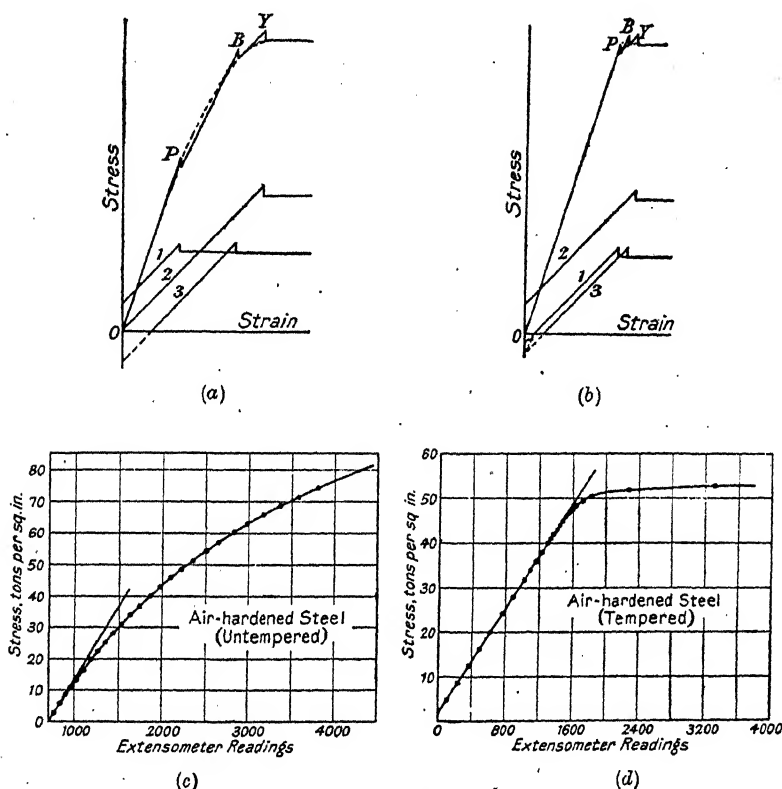 Stress
Y
B
P
1
2
3
O
Strain
(a)
Stress
B
P
Y
2
1
3
O
Strain
(b)
Stress, tons per sq.in.
80
70
60
50
40
30
20
10
0
Air-hardened Steel
(Untempered)
1000
2000
3000
4000
Extensometer Readings
(c)
Stress, tons per sq in.
60
50
40
30
20
10
0
Air-hardened Steel
(Tempered)
0
800
1600
2400
3200
4000
Extensometer Readings
(d)